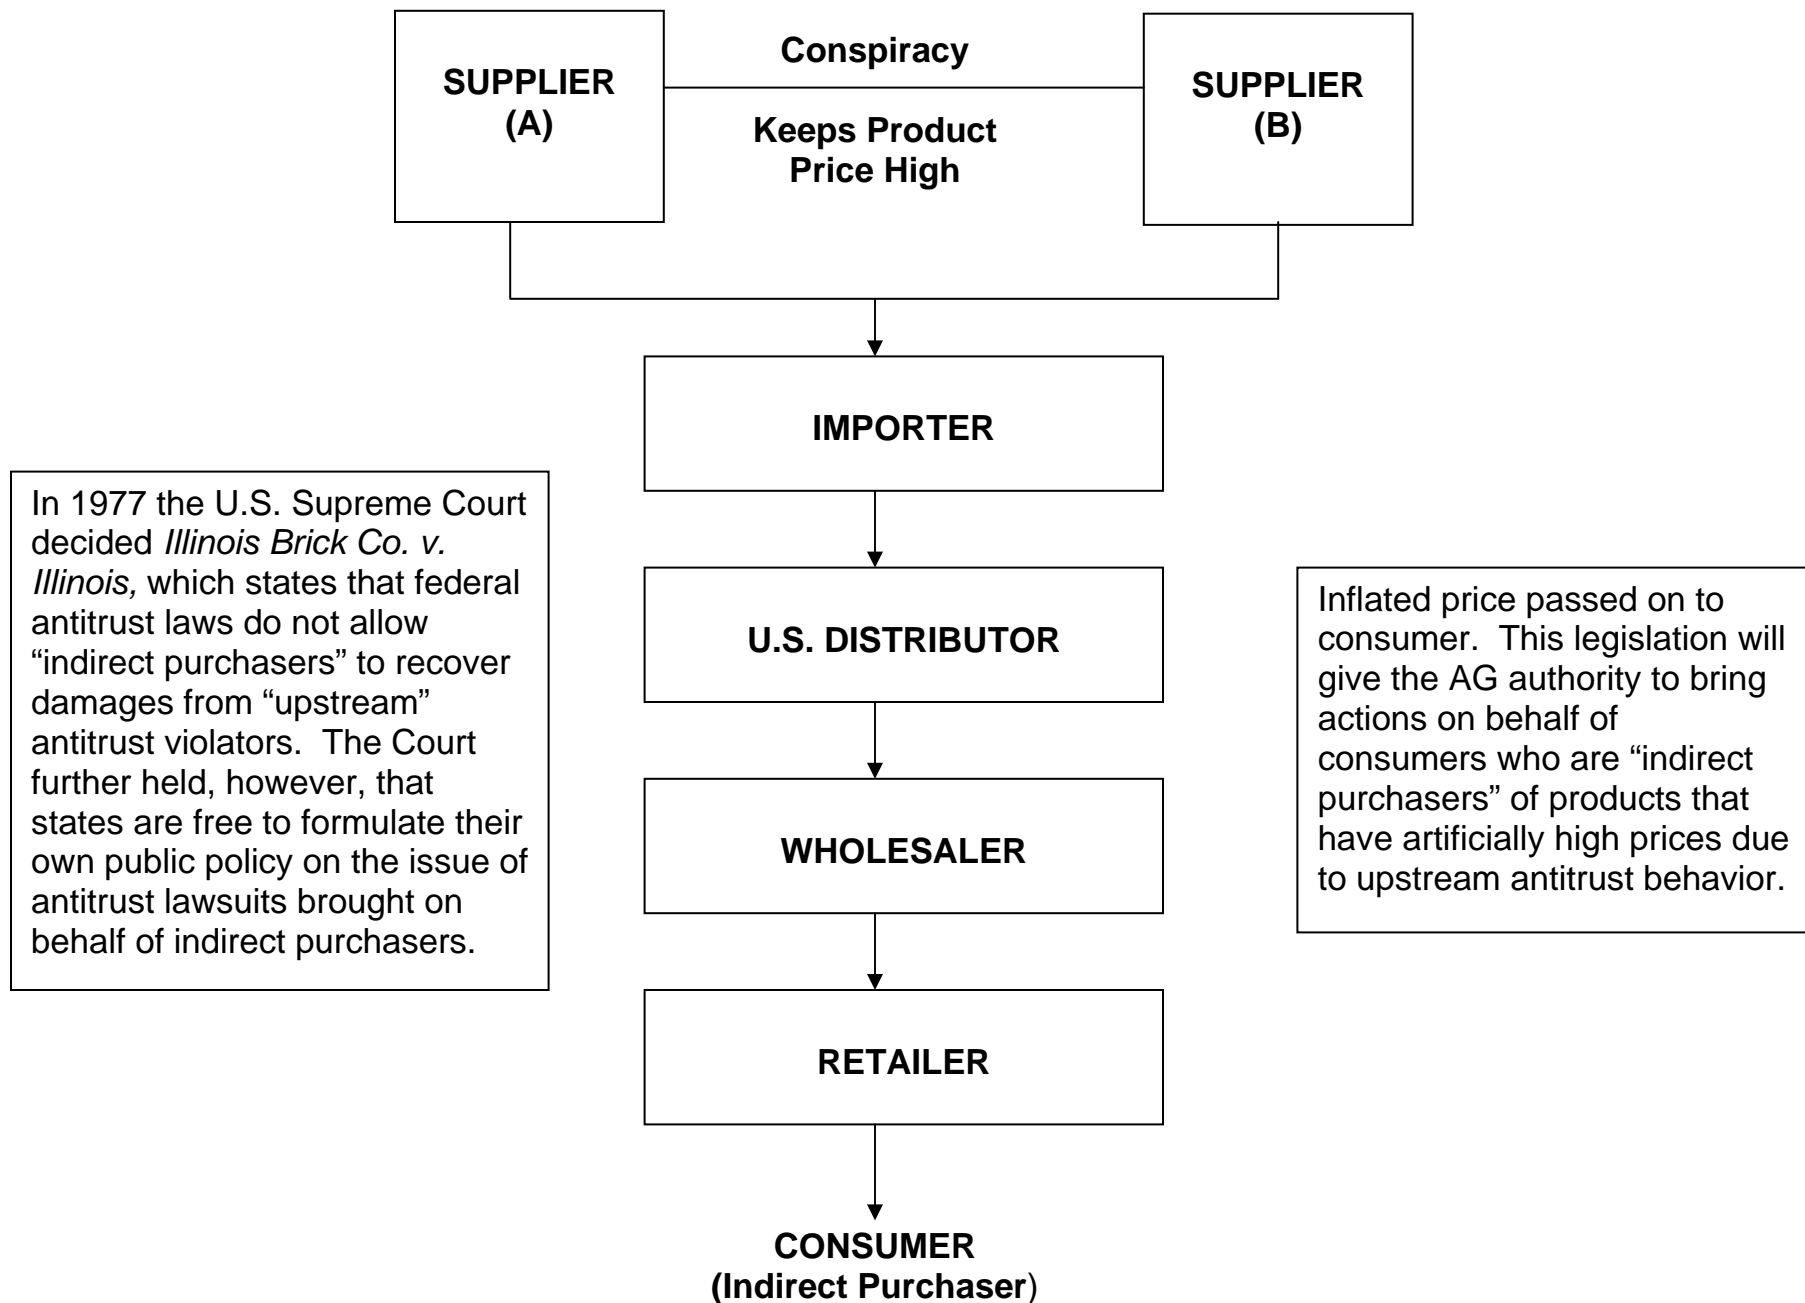 SUPPLIER
(A)
Conspiracy
Keeps Product
Price High
SUPPLIER
(B)
IMPORTER
In 1977 the U.S. Supreme Court
decided Illinois Brick Co. v.
Illinois, which states that federal
antitrust laws do not allow
“indirect purchasers” to recover
damages from “upstream”
antitrust violators.  The Court
further held, however, that
states are free to formulate their
own public policy on the issue of
antitrust lawsuits brought on
behalf of indirect purchasers.
U.S. DISTRIBUTOR
Inflated price passed on to
consumer.  This legislation will
give the AG authority to bring
actions on behalf of
consumers who are “indirect
purchasers” of products that
have artificially high prices due
to upstream antitrust behavior.
WHOLESALER
RETAILER
CONSUMER
(Indirect Purchaser)